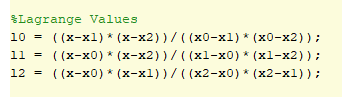 %Lagrange Values
l0 = ((x-x1)*(x-x2))/((x0-x1)*(x0-x2));
l1 = ((x-x0)*(x-x2))/((x1-x0)*(x1-x2));
l2 = ((x-x0)*(x-x1))/((x2-x0)*(x2-x1));